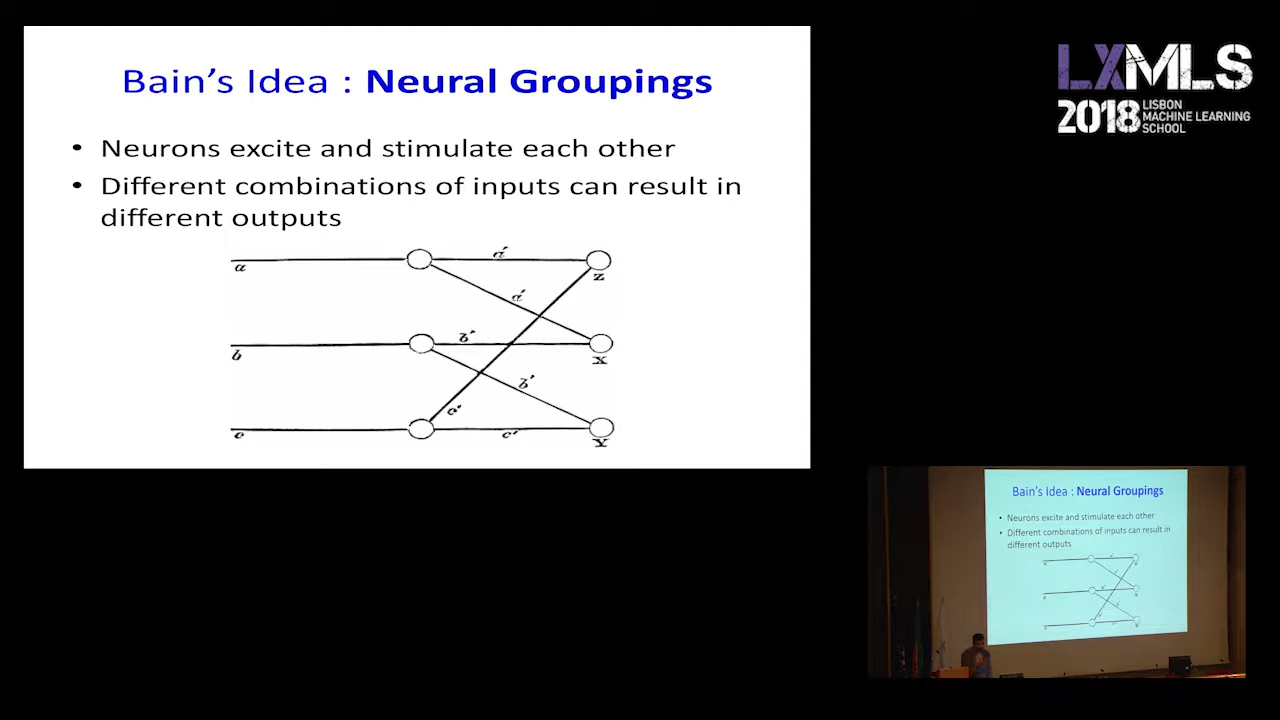 Bain's Idea : Neural Groupings
• Neurons excite and stimulate each other
• Different combinations of inputs can result in
different outputs
a
a'
Z
a'
b
b'
X
b'
c
c'
c'
Y
LXMLS
2018 LISBON
MACHINE LEARNING
SCHOOL
Bain's Idea : Neural Groupings
• Neurons excite and stimulate each other
• Different combinations of inputs can result in
different outputs